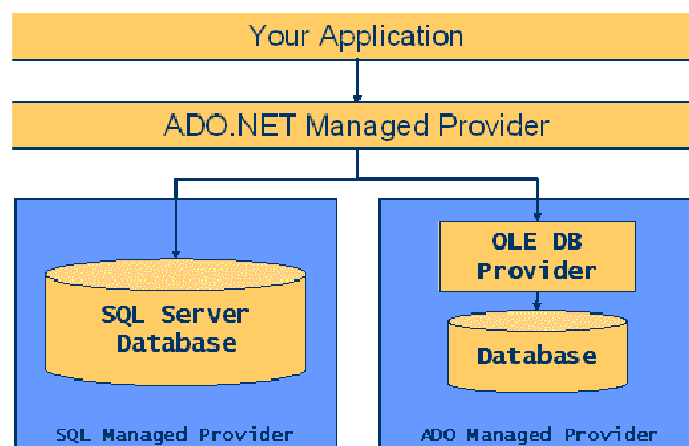 Your Application
ADO.NET Managed Provider
SQL Server
Database
SQL Managed Provider
OLE DB
Provider
Database
ADO Managed Provider